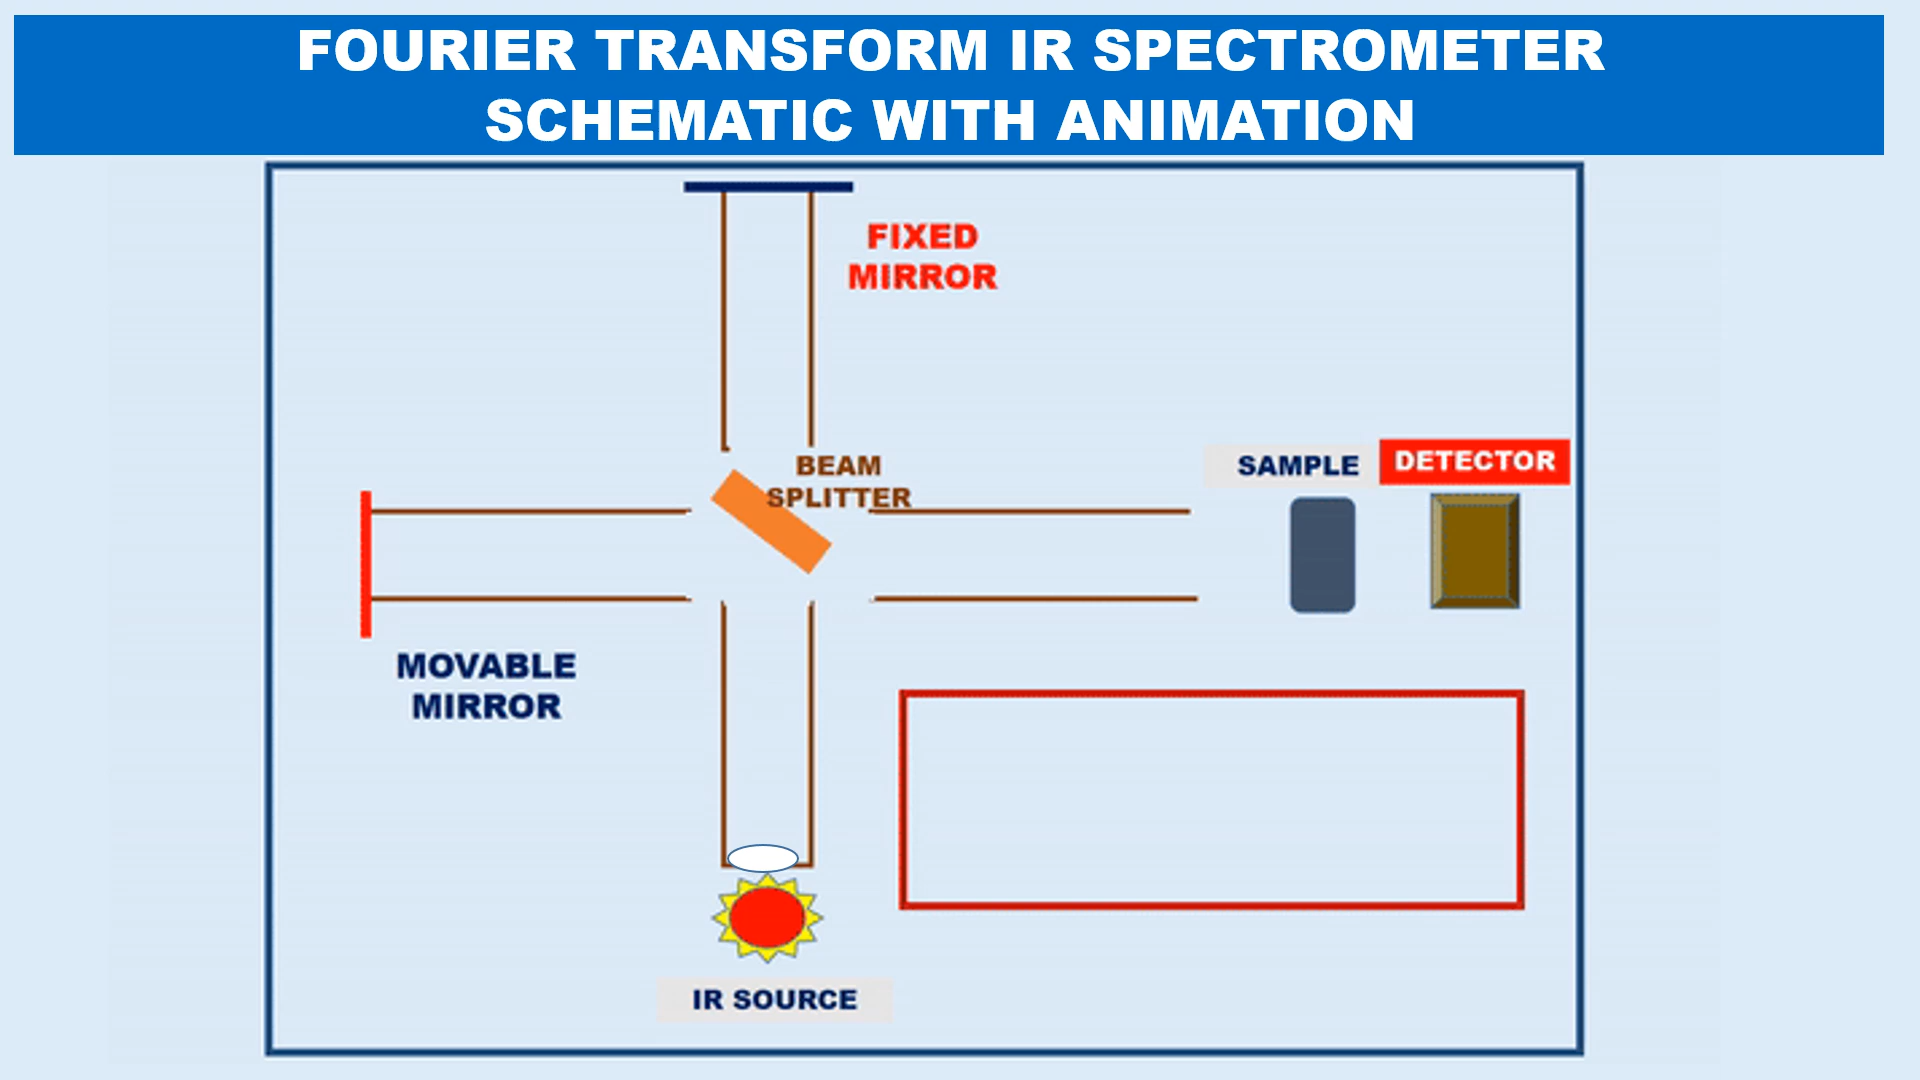 FOURIER TRANSFORM IR SPECTROMETER
SCHEMATIC WITH ANIMATION
FIXED
MIRROR
BEAM
SPLITTER
SAMPLE
DETECTOR
MOVABLE
MIRROR
IR SOURCE